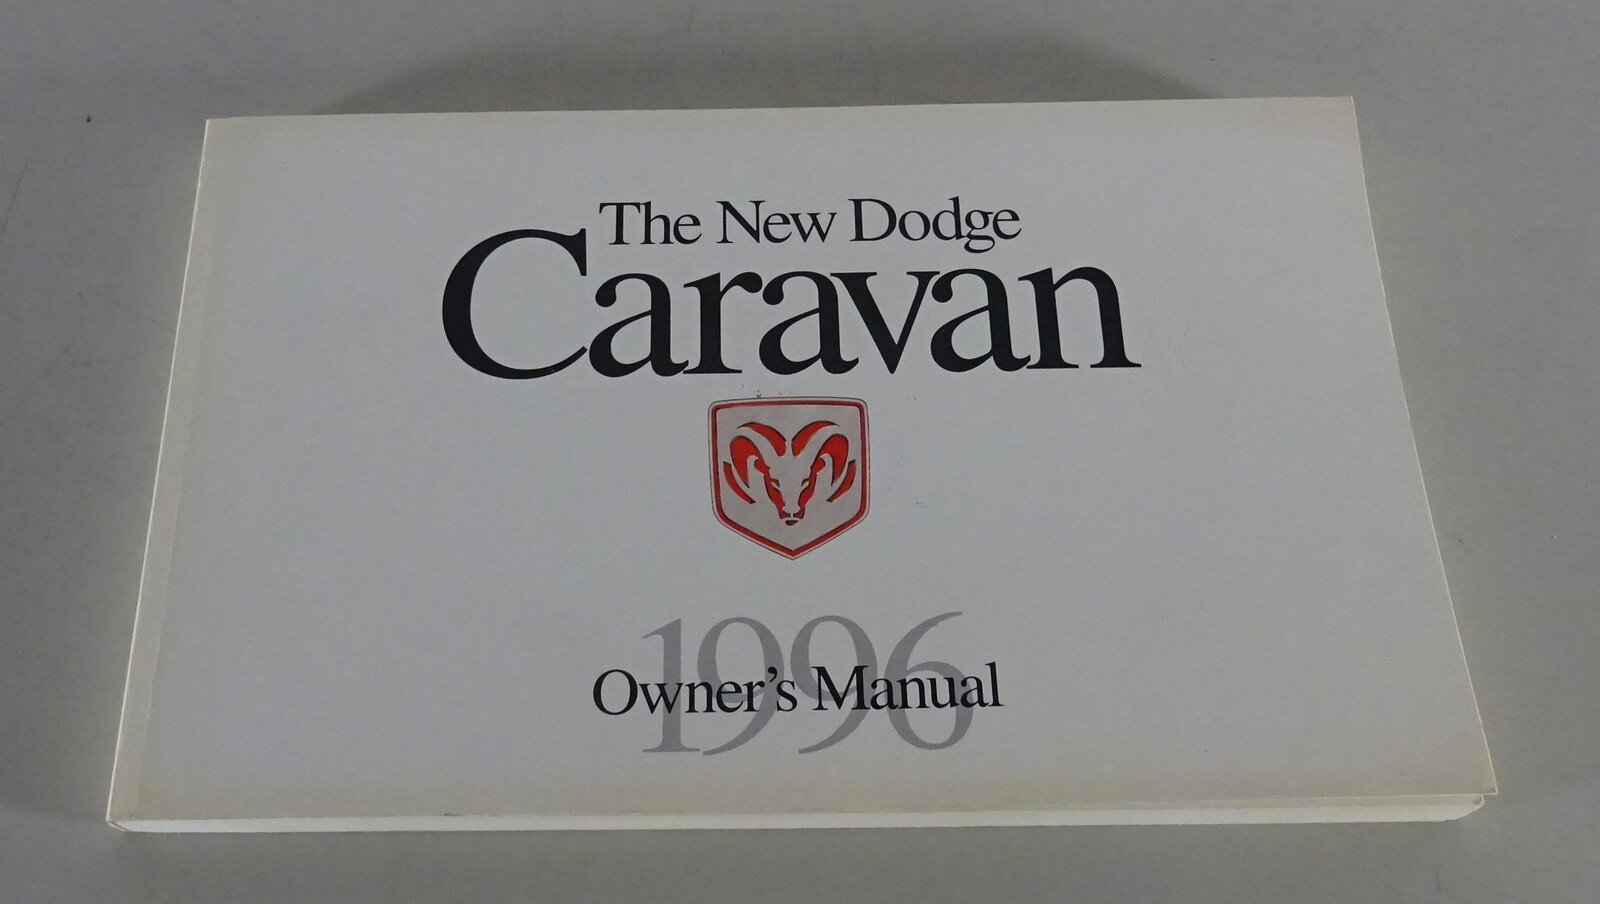 The New Dodge
Caravan
1996
Owner's Manual